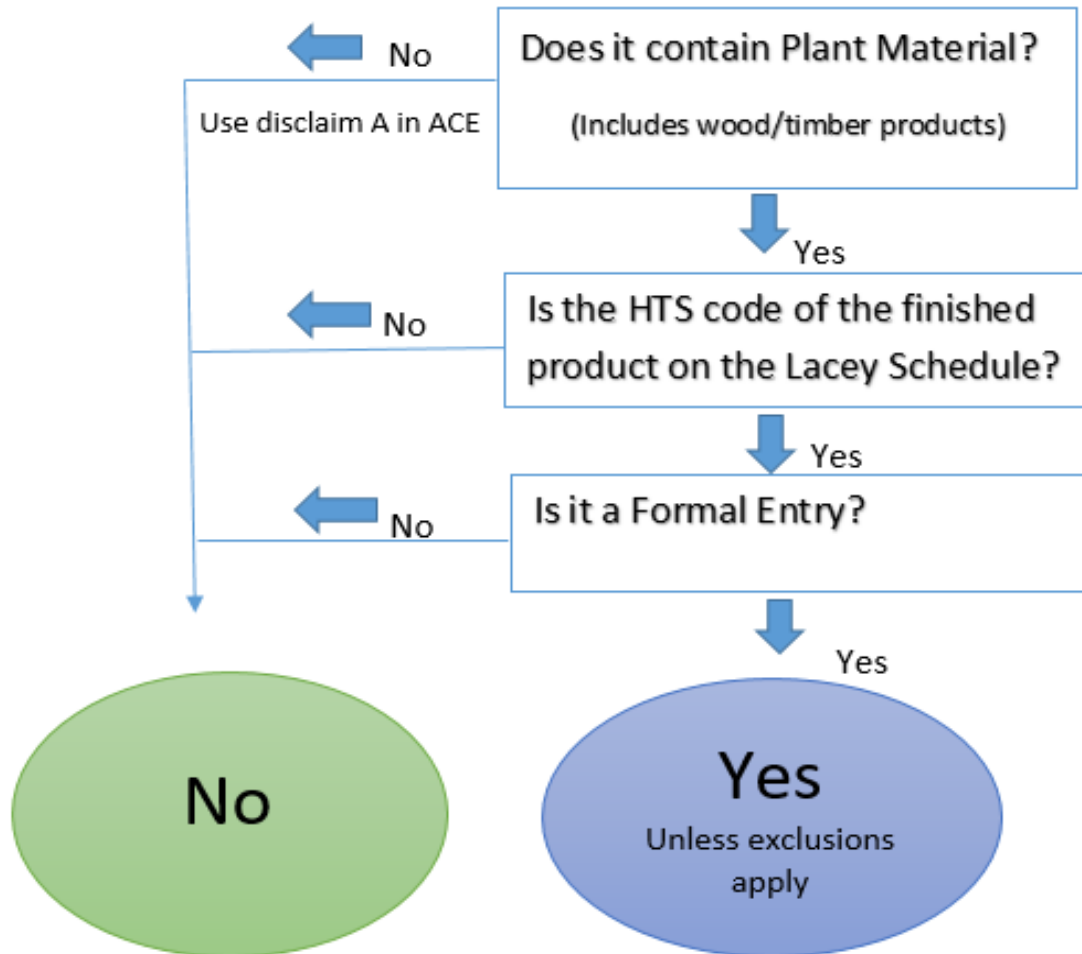 Does it contain Plant Material?
No
Use disclaim A in ACE
(Includes wood/timber products)
Yes
Is the HTS code of the finished
No
product on the Lacey Schedule?
Yes
Is it a Formal Entry?
No
Yes
No
Yes
Unless exclusions
apply